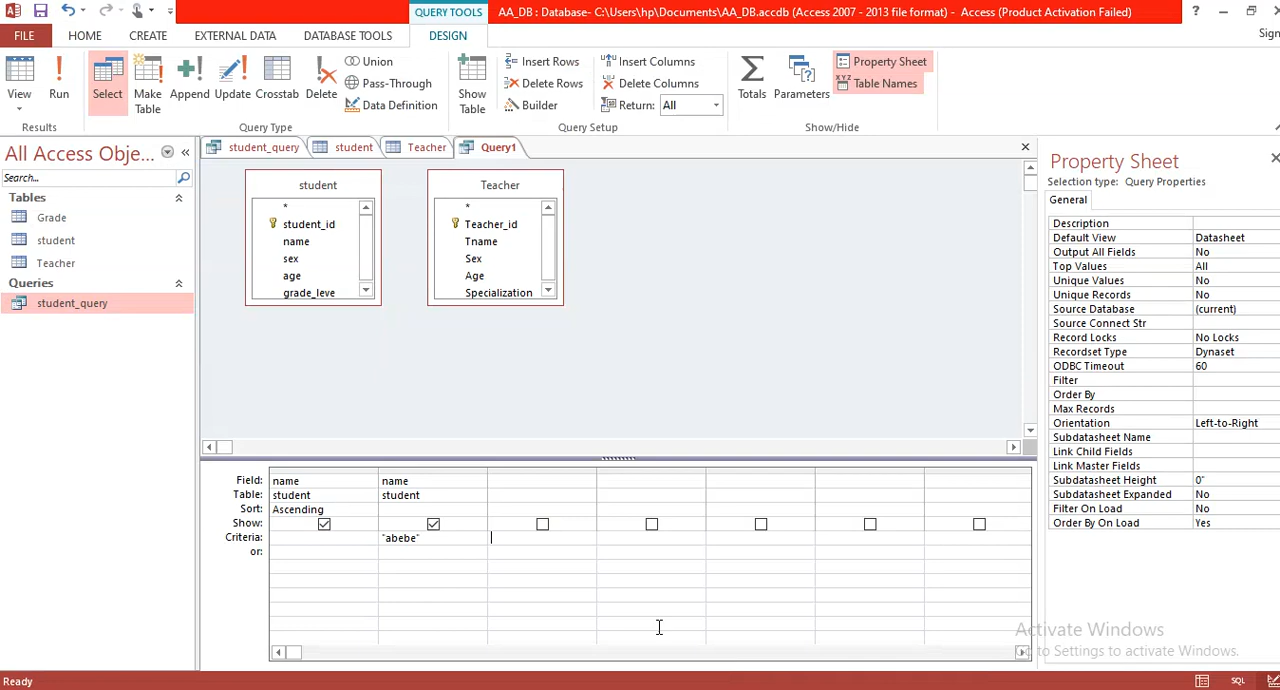 QUERY TOOLS
AA_DB : Database- C:\Users\hp\Documents\AA_DB.accdb (Access 2007 - 2013 file format) - Access (Product Activation Failed)
?
FILE
HOME
CREATE
EXTERNAL DATA
DATABASE TOOLS
DESIGN
Sign
View
Run
Select
Make
Table
Append
Update
Crosstab
Delete
Union
Pass-Through
Data Definition
Show
Table
Insert Rows
Delete Rows
Builder
Insert Columns
Delete Columns
Return: All
Totals
Parameters
Property Sheet
Table Names
Results
Query Type
Query Setup
Show/Hide
All Access Obje...
Search...
Tables
Grade
student
Teacher
Queries
student_query
student_query
student
Teacher
Query1
student
*
student_id
name
sex
age
grade_leve
Teacher
*
Teacher_id
Tname
Sex
Age
Specialization
Field: name name
Table: student student
Sort: Ascending
Show:
Criteria: "abebe"
or:
Property Sheet
Selection type: Query Properties
General
Description
Default View Datasheet
Output All Fields No
Top Values All
Unique Values No
Unique Records No
Source Database (current)
Source Connect Str
Record Locks No Locks
Recordset Type Dynaset
ODBC Timeout 60
Filter
Order By
Max Records
Orientation Left-to-Right
Subdatasheet Name
Link Child Fields
Link Master Fields
Subdatasheet Height 0"
Subdatasheet Expanded No
Filter On Load No
Order By On Load Yes
Activate Windows
to Settings to activate Windows.
Ready
SQL